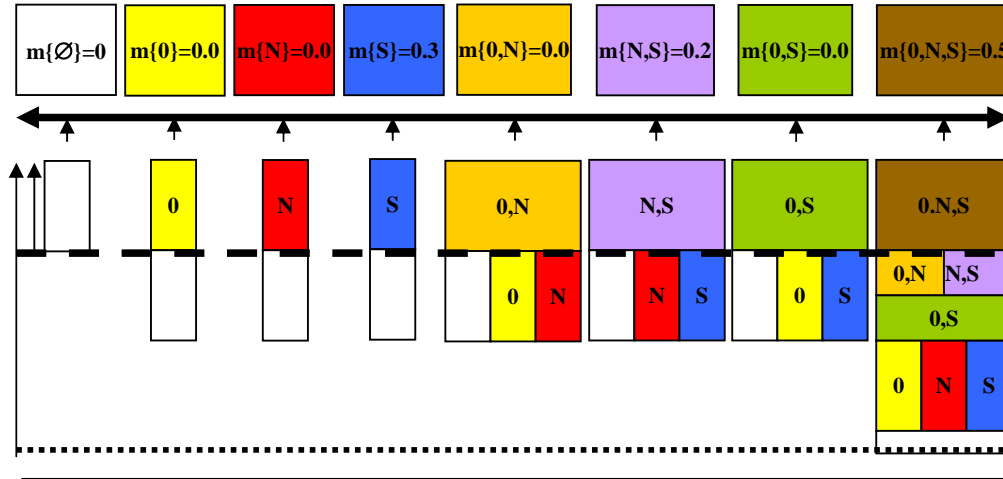 m{∅}=0 m{0}=0.0 m{N}=0.0 m{S}=0.3 m{0,N}=0.0 m{N,S}=0.2 m{0,S}=0.0 m{0,N,S}=0.5
0 N S 0,N N,S 0,S 0.N,S
0,N N,S
0 N N S 0 S
0,S
0 N S